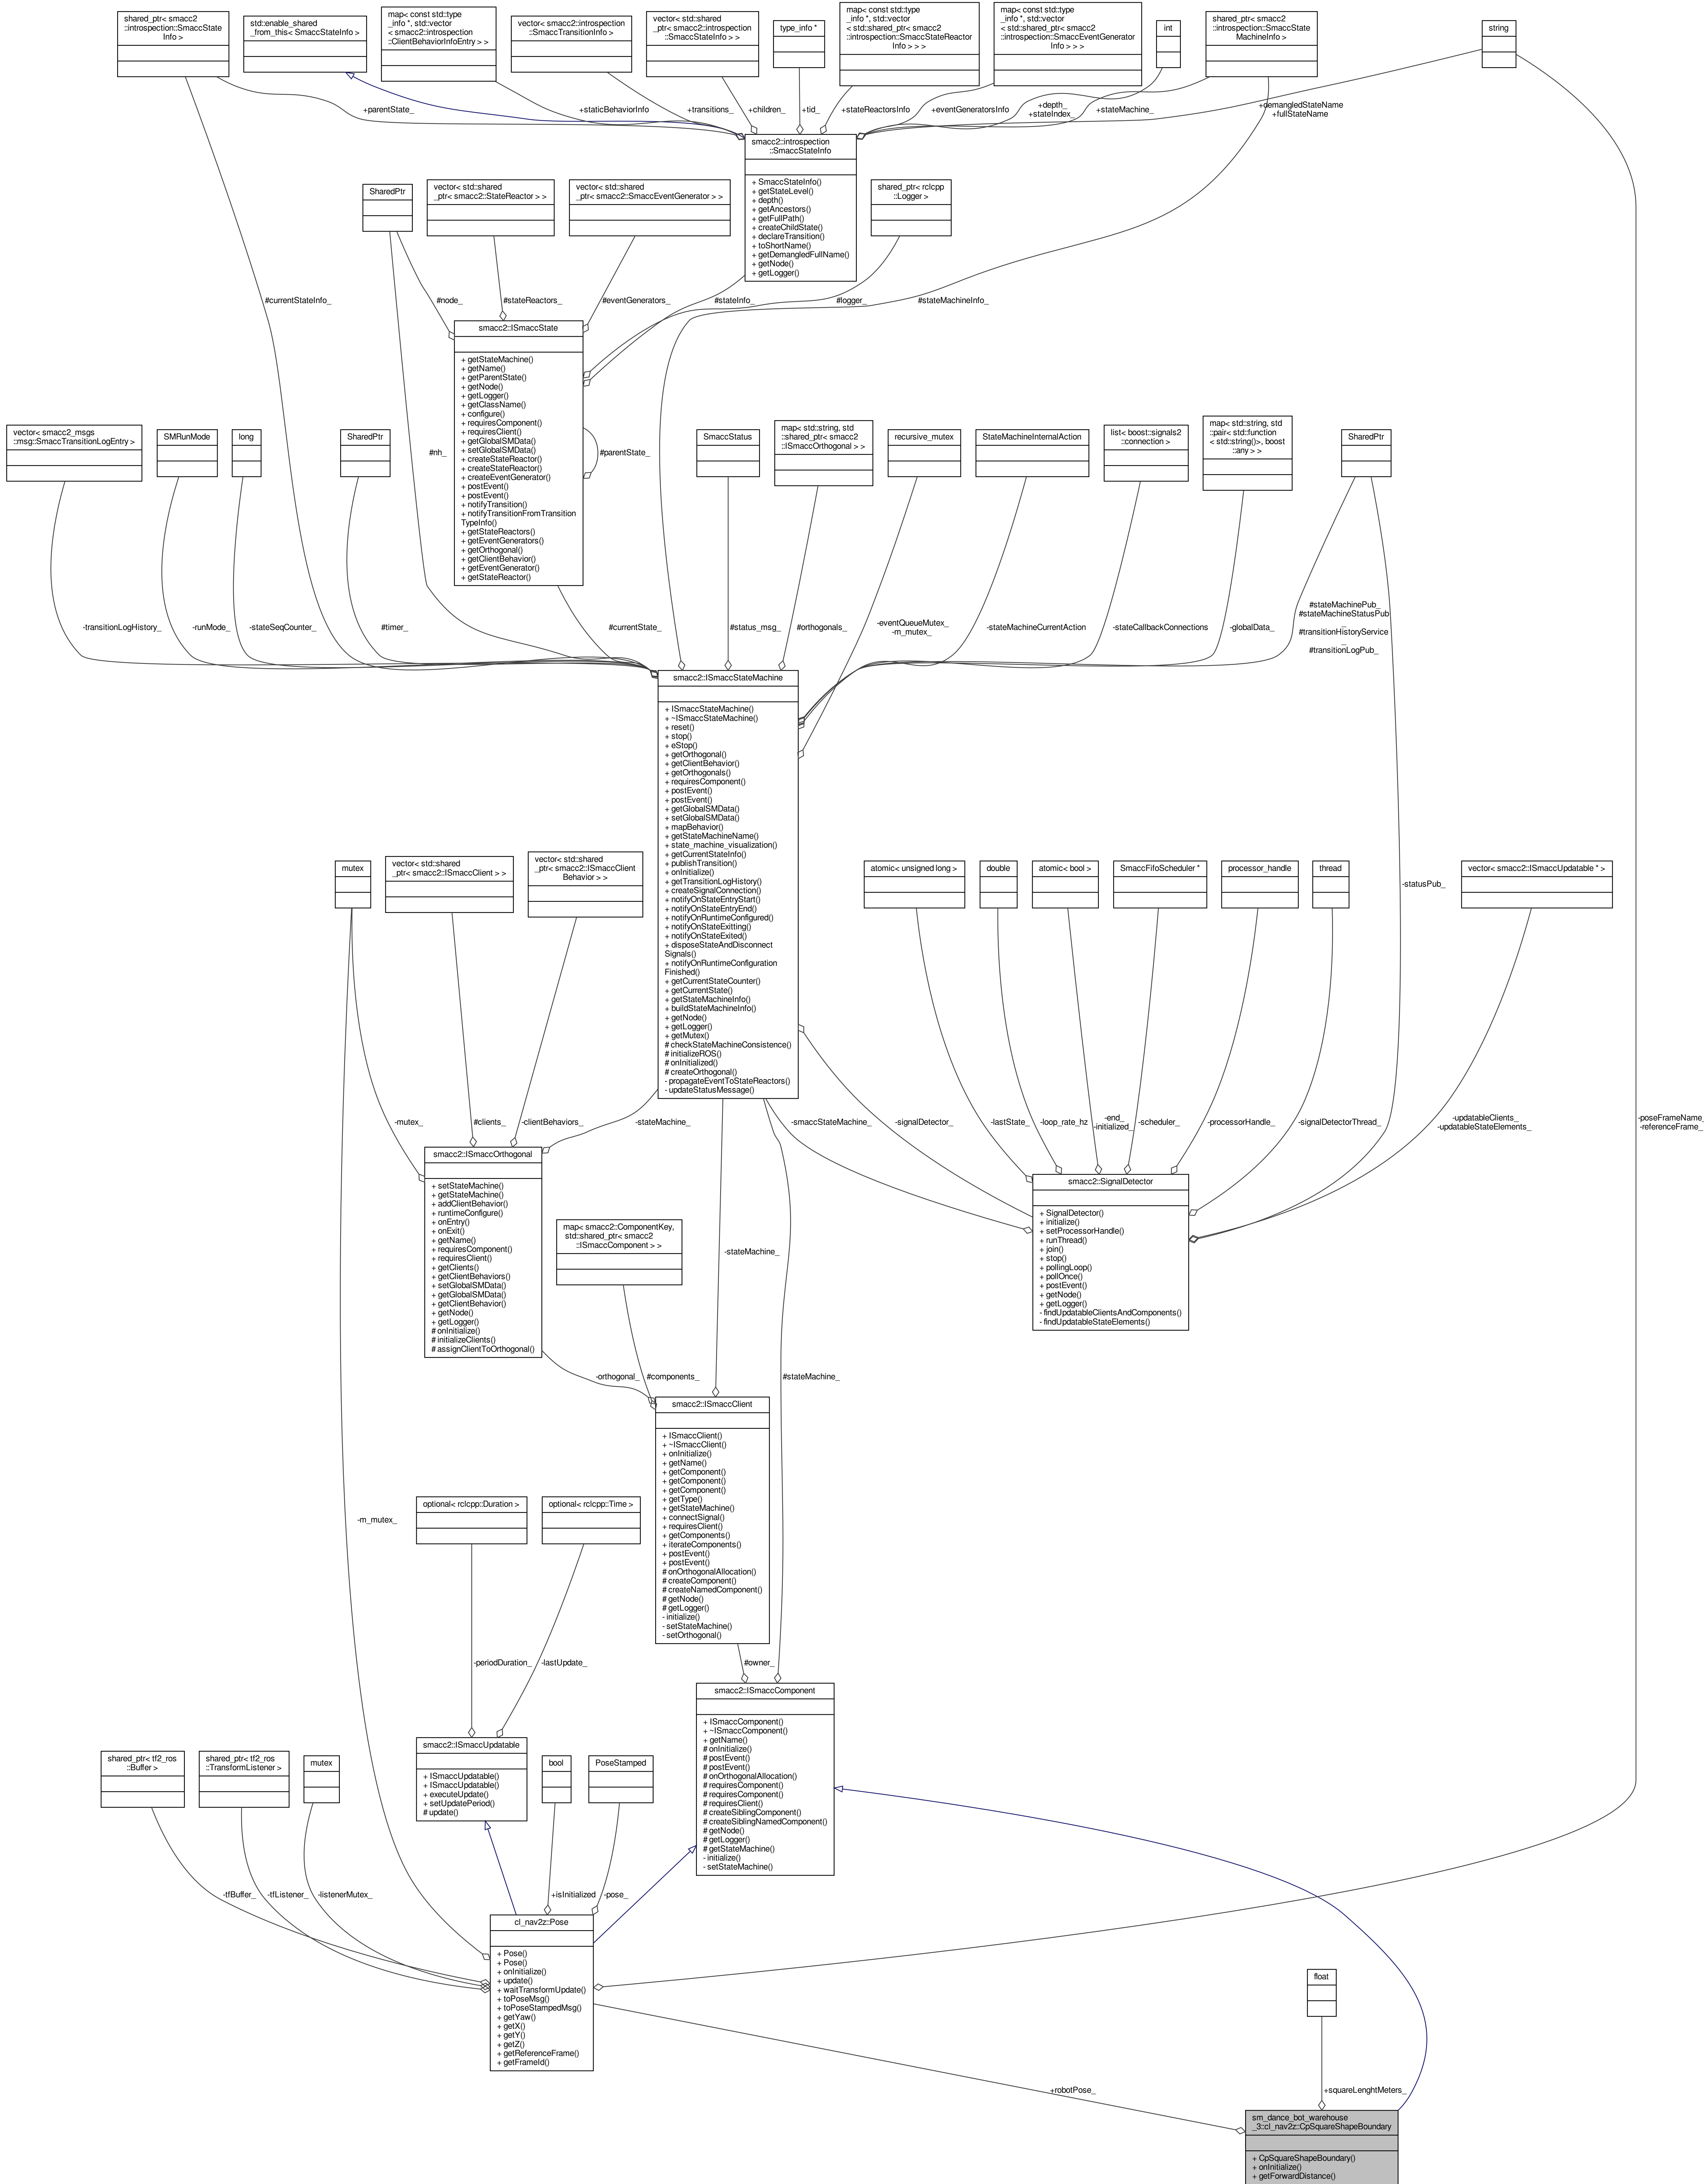 shared_ptr< smacc2
::introspection::SmaccState
Info >
std::enable_shared
_from_this< SmaccStateInfo >
map< const std::type
_info *, std::vector
< smacc2::introspection
::ClientBehaviorInfoEntry > >
vector< smacc2::introspection
::SmaccTransitionInfo >
vector< std::shared
_ptr< smacc2::introspection
::SmaccStateInfo > >
type_info *
map< const std::type
_info *, std::vector
< std::shared_ptr< smacc2
::introspection::SmaccStateReactor
Info > > >
map< const std::type
_info *, std::vector
< std::shared_ptr< smacc2
::introspection::SmaccEventGenerator
Info > > >
int
shared_ptr< smacc2
::introspection::SmaccState
MachineInfo >
string
+parentState_
+staticBehaviorInfo
+transitions_
+children_
+tid_
+stateReactorsInfo
+eventGeneratorsInfo
+depth_
+stateIndex_
+stateMachine_
+demangledStateName
+fullStateName
smacc2::introspection
::SmaccStateInfo
+ SmaccStateInfo()
+ getStateLevel()
+ depth()
+ getAncestors()
+ getFullPath()
+ createChildState()
+ declareTransition()
+ toShortName()
+ getDemangledFullName()
+ getNode()
+ getLogger()
SharedPtr
vector< std::shared
_ptr< smacc2::StateReactor > >
vector< std::shared
_ptr< smacc2::SmaccEventGenerator > >
shared_ptr< rclcpp
::Logger >
#currentStateInfo_
#node_
#stateReactors_
#eventGenerators_
#stateInfo_
#logger_
#stateMachineInfo_
smacc2::ISmaccState
+ getStateMachine()
+ getName()
+ getParentState()
+ getNode()
+ getLogger()
+ getClassName()
+ configure()
+ requiresComponent()
+ requiresClient()
+ getGlobalSMData()
+ setGlobalSMData()
+ createStateReactor()
+ createStateReactor()
+ createEventGenerator()
+ postEvent()
+ postEvent()
+ notifyTransition()
+ notifyTransitionFromTransition
TypeInfo()
+ getStateReactors()
+ getEventGenerators()
+ getOrthogonal()
+ getClientBehavior()
+ getEventGenerator()
+ getStateReactor()
#parentState_
#nh_
vector< smacc2_msgs
::msg::SmaccTransitionLogEntry >
SMRunMode
long
SharedPtr
SmaccStatus
map< std::string, std
::shared_ptr< smacc2
::ISmaccOrthogonal > >
recursive_mutex
StateMachineInternalAction
list< boost::signals2
::connection >
map< std::string, std
::pair< std::function
< std::string()>, boost
::any > >
SharedPtr
-transitionLogHistory_
-runMode_
-stateSeqCounter_
#timer_
#currentState_
#status_msg_
#orthogonals_
-eventQueueMutex_
-m_mutex_
-stateMachineCurrentAction
-stateCallbackConnections
-globalData_
#stateMachinePub_
#stateMachineStatusPub
_
#transitionHistoryService
_
#transitionLogPub_
smacc2::ISmaccStateMachine
+ ISmaccStateMachine()
+ ~ISmaccStateMachine()
+ reset()
+ stop()
+ eStop()
+ getOrthogonal()
+ getClientBehavior()
+ getOrthogonals()
+ requiresComponent()
+ postEvent()
+ postEvent()
+ getGlobalSMData()
+ setGlobalSMData()
+ mapBehavior()
+ getStateMachineName()
+ state_machine_visualization()
+ getCurrentStateInfo()
+ publishTransition()
+ onInitialize()
+ getTransitionLogHistory()
+ createSignalConnection()
+ notifyOnStateEntryStart()
+ notifyOnStateEntryEnd()
+ notifyOnRuntimeConfigured()
+ notifyOnStateExitting()
+ notifyOnStateExited()
+ disposeStateAndDisconnect
Signals()
+ notifyOnRuntimeConfiguration
Finished()
+ getCurrentStateCounter()
+ getCurrentState()
+ getStateMachineInfo()
+ buildStateMachineInfo()
+ getNode()
+ getLogger()
+ getMutex()
# checkStateMachineConsistence()
# initializeROS()
# onInitialized()
# createOrthogonal()
- propagateEventToStateReactors()
- updateStatusMessage()
mutex
vector< std::shared
_ptr< smacc2::ISmaccClient > >
vector< std::shared
_ptr< smacc2::ISmaccClient
Behavior > >
atomic< unsigned long >
double
atomic< bool >
SmaccFifoScheduler *
processor_handle
thread
-statusPub_
vector< smacc2::ISmaccUpdatable * >
-mutex_
#clients_
-clientBehaviors_
-stateMachine_
-smaccStateMachine_
-signalDetector_
-lastState_
-loop_rate_hz
-end_
-initialized_
-scheduler_
-processorHandle_
-signalDetectorThread_
-updatableClients_
-updatableStateElements_
-poseFrameName_
-referenceFrame_
smacc2::ISmaccOrthogonal
+ setStateMachine()
+ getStateMachine()
+ addClientBehavior()
+ runtimeConfigure()
+ onEntry()
+ onExit()
+ getName()
+ requiresComponent()
+ requiresClient()
+ getClients()
+ getClientBehaviors()
+ setGlobalSMData()
+ getGlobalSMData()
+ getClientBehavior()
+ getNode()
+ getLogger()
# onInitialize()
# initializeClients()
# assignClientToOrthogonal()
smacc2::SignalDetector
+ SignalDetector()
+ initialize()
+ setProcessorHandle()
+ runThread()
+ join()
+ stop()
+ pollingLoop()
+ pollOnce()
+ postEvent()
+ getNode()
+ getLogger()
- findUpdatableClientsAndComponents()
- findUpdatableStateElements()
map< smacc2::ComponentKey,
std::shared_ptr< smacc2
::ISmaccComponent > >
-stateMachine_
-orthogonal_
#components_
#stateMachine_
smacc2::ISmaccClient
+ ISmaccClient()
+ ~ISmaccClient()
+ onInitialize()
+ getName()
+ getComponent()
+ getComponent()
+ getComponent()
+ getType()
+ getStateMachine()
+ connectSignal()
+ requiresClient()
+ getComponents()
+ iterateComponents()
+ postEvent()
+ postEvent()
# onOrthogonalAllocation()
# createComponent()
# createNamedComponent()
# getNode()
# getLogger()
- initialize()
- setStateMachine()
- setOrthogonal()
-m_mutex_
optional< rclcpp::Duration >
optional< rclcpp::Time >
-periodDuration_
-lastUpdate_
#owner_
smacc2::ISmaccComponent
+ ISmaccComponent()
+ ~ISmaccComponent()
+ getName()
# onInitialize()
# postEvent()
# postEvent()
# onOrthogonalAllocation()
# requiresComponent()
# requiresComponent()
# requiresClient()
# createSiblingComponent()
# createSiblingNamedComponent()
# getNode()
# getLogger()
# getStateMachine()
- initialize()
- setStateMachine()
shared_ptr< tf2_ros
::Buffer >
shared_ptr< tf2_ros
::TransformListener >
mutex
smacc2::ISmaccUpdatable
+ ISmaccUpdatable()
+ ISmaccUpdatable()
+ executeUpdate()
+ setUpdatePeriod()
# update()
bool
PoseStamped
-tfBuffer_
-tfListener_
-listenerMutex_
+isInitialized
-pose_
cl_nav2z::Pose
+ Pose()
+ Pose()
+ onInitialize()
+ update()
+ waitTransformUpdate()
+ toPoseMsg()
+ toPoseStampedMsg()
+ getYaw()
+ getX()
+ getY()
+ getZ()
+ getReferenceFrame()
+ getFrameId()
float
+robotPose_
+squareLenghtMeters_
sm_dance_bot_warehouse
_3::cl_nav2z::CpSquareShapeBoundary
+ CpSquareShapeBoundary()
+ onInitialize()
+ getForwardDistance()